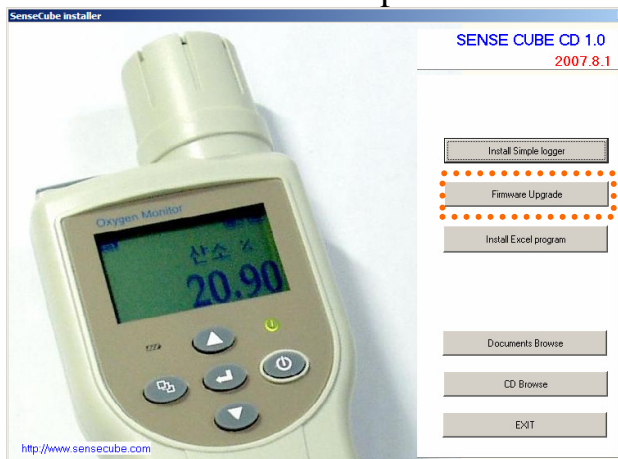 SenseCube installer
SENSE CUBE CD 1.0
2007.8.1
Install Simple logger
Firmware Upgrade
Install Excel program
Oxygen Monitor
산소 %
20.90
Documents Browse
CD Browse
EXIT
http://www.sensecube.com